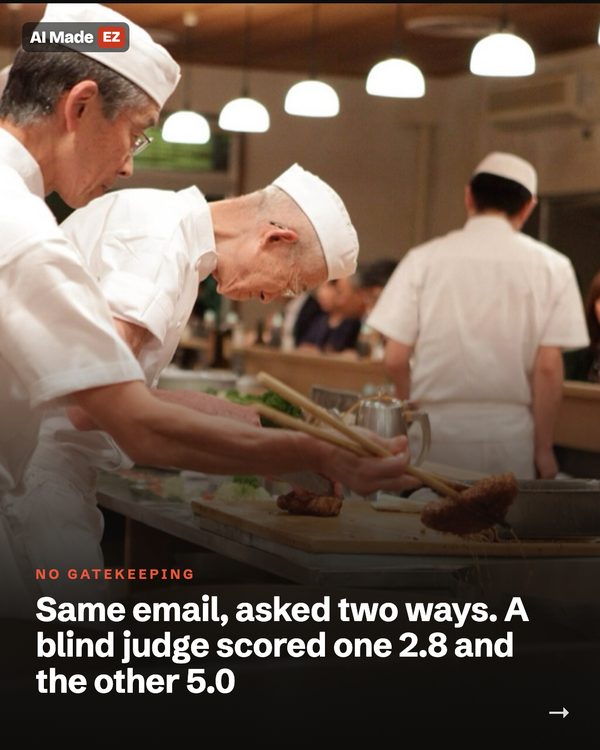 AI Made EZ
NO GATEKEEPING
Same email, asked two ways. A
blind judge scored one 2.8 and
the other 5.0
→